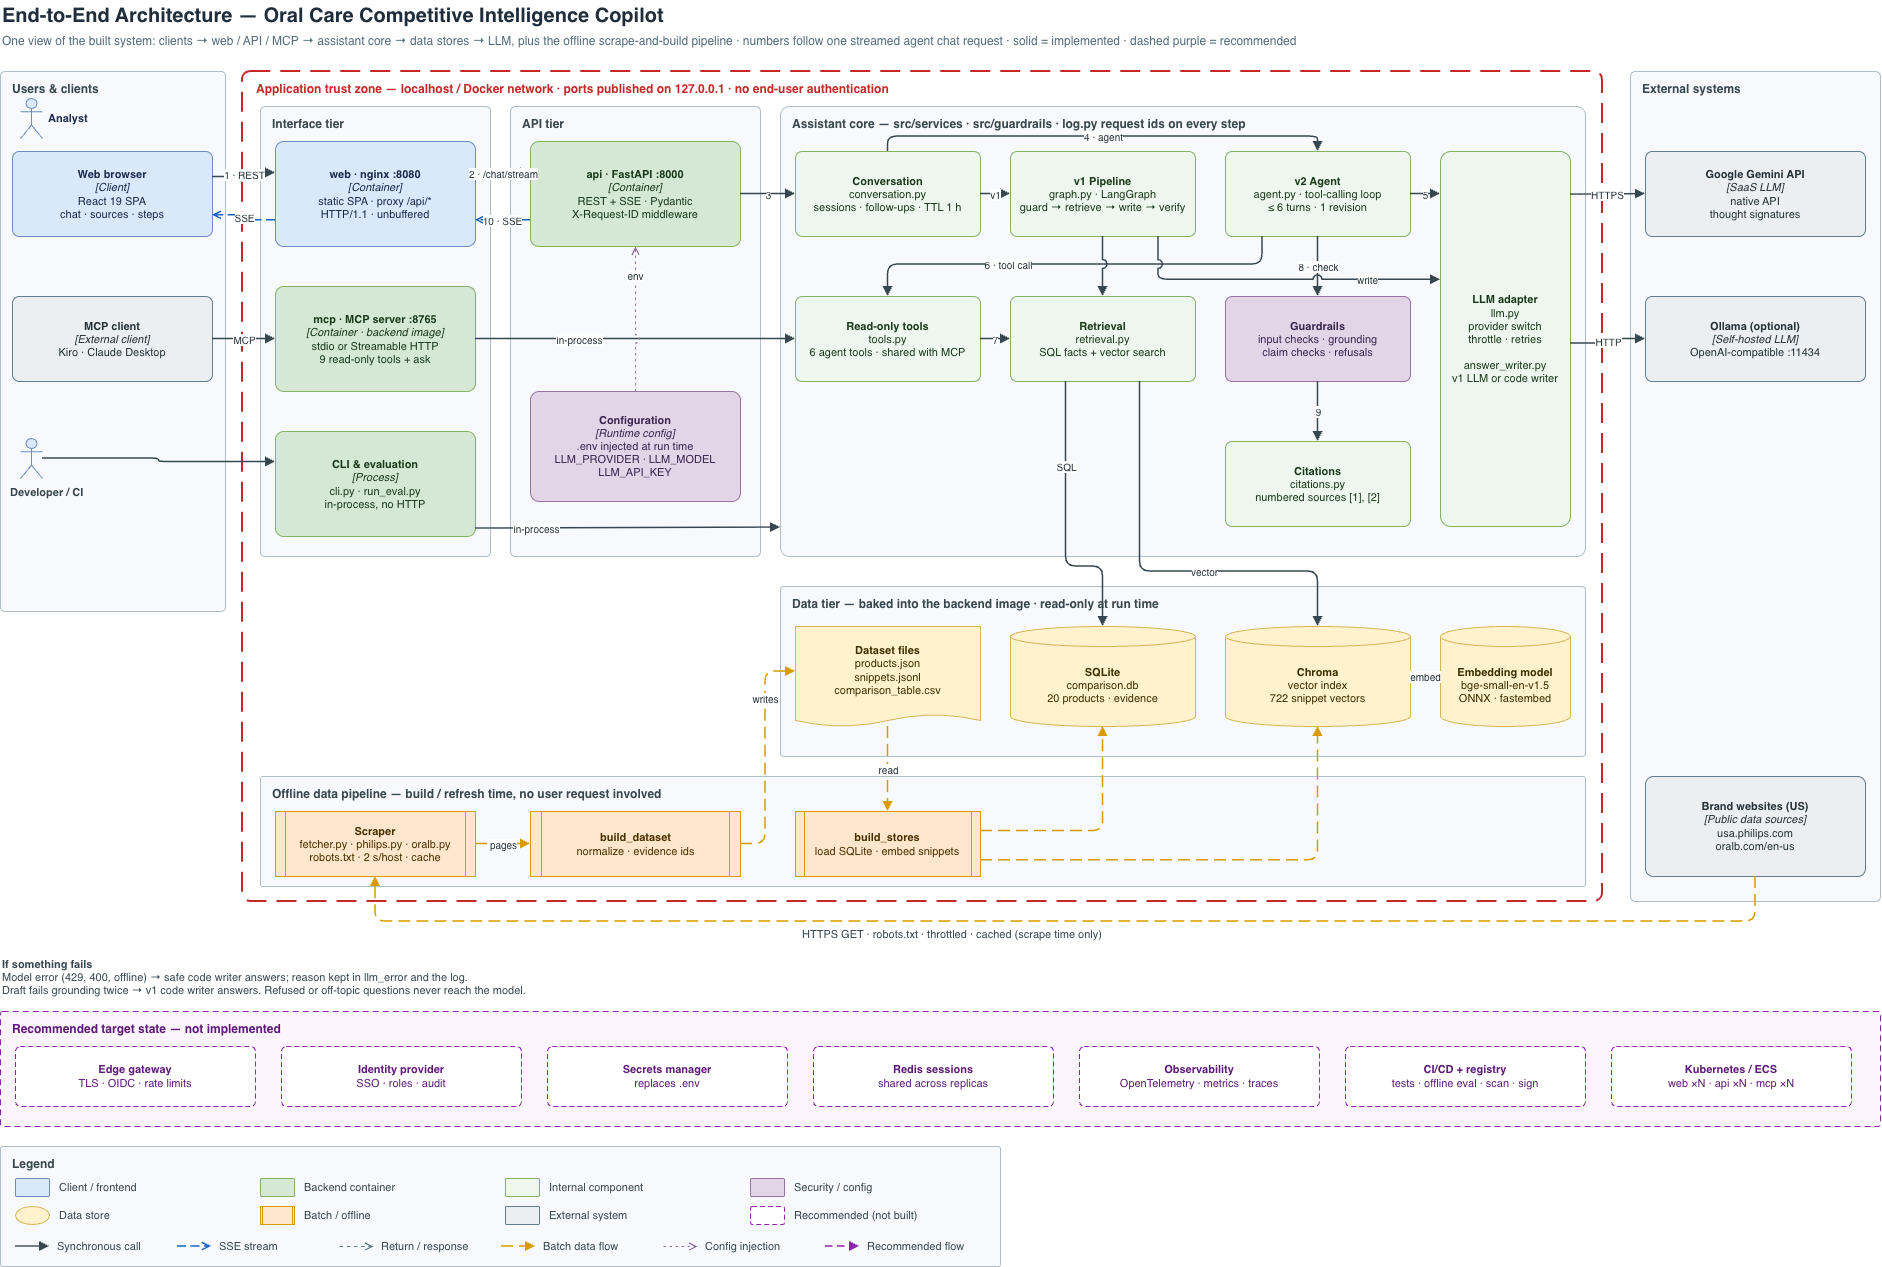 End-to-End Architecture — Oral Care Competitive Intelligence Copilot
One view of the built system: clients → web / API / MCP → assistant core → data stores → LLM, plus the offline scrape-and-build pipeline · numbers follow one streamed agent chat request · solid = implemented · dashed purple = recommended
Users & clients
Analyst
Web browser
[Client]
React 19 SPA
chat · sources · steps
MCP client
[External client]
Kiro · Claude Desktop
Developer / CI
1 · REST
SSE
MCP
Application trust zone — localhost / Docker network · ports published on 127.0.0.1 · no end-user authentication
Interface tier
web · nginx :8080
[Container]
static SPA · proxy /api/*
HTTP/1.1 · unbuffered
mcp · MCP server :8765
[Container · backend image]
stdio or Streamable HTTP
9 read-only tools + ask
CLI & evaluation
[Process]
cli.py · run_eval.py
in-process, no HTTP
2 · /chat/stream
10 · SSE
API tier
api · FastAPI :8000
[Container]
REST + SSE · Pydantic
X-Request-ID middleware
env
Configuration
[Runtime config]
.env injected at run time
LLM_PROVIDER · LLM_MODEL
LLM_API_KEY
in-process
in-process
3
Assistant core — src/services · src/guardrails · log.py request ids on every step
4 · agent
Conversation
conversation.py
sessions · follow-ups · TTL 1 h
v1
v1 Pipeline
graph.py · LangGraph
guard → retrieve → write → verify
v2 Agent
agent.py · tool-calling loop
≤ 6 turns · 1 revision
5
6 · tool call
8 · check
write
Read-only tools
tools.py
6 agent tools · shared with MCP
7
Retrieval
retrieval.py
SQL facts + vector search
Guardrails
input checks · grounding
claim checks · refusals
9
Citations
citations.py
numbered sources [1], [2]
LLM adapter
llm.py
provider switch
throttle · retries
answer_writer.py
v1 LLM or code writer
HTTPS
HTTP
SQL
vector
External systems
Google Gemini API
[SaaS LLM]
native API
thought signatures
Ollama (optional)
[Self-hosted LLM]
OpenAI-compatible :11434
Brand websites (US)
[Public data sources]
usa.philips.com
oralb.com/en-us
Data tier — baked into the backend image · read-only at run time
Dataset files
products.json
snippets.jsonl
comparison_table.csv
SQLite
comparison.db
20 products · evidence
Chroma
vector index
722 snippet vectors
embed
Embedding model
bge-small-en-v1.5
ONNX · fastembed
writes
read
Offline data pipeline — build / refresh time, no user request involved
Scraper
fetcher.py · philips.py · oralb.py
robots.txt · 2 s/host · cache
pages
build_dataset
normalize · evidence ids
build_stores
load SQLite · embed snippets
HTTPS GET · robots.txt · throttled · cached (scrape time only)
If something fails
Model error (429, 400, offline) → safe code writer answers; reason kept in llm_error and the log.
Draft fails grounding twice → v1 code writer answers. Refused or off-topic questions never reach the model.
Recommended target state — not implemented
Edge gateway
TLS · OIDC · rate limits
Identity provider
SSO · roles · audit
Secrets manager
replaces .env
Redis sessions
shared across replicas
Observability
OpenTelemetry · metrics · traces
CI/CD + registry
tests · offline eval · scan · sign
Kubernetes / ECS
web ×N · api ×N · mcp ×N
Legend
Client / frontend
Backend container
Internal component
Security / config
Data store
Batch / offline
External system
Recommended (not built)
Synchronous call
SSE stream
Return / response
Batch data flow
Config injection
Recommended flow